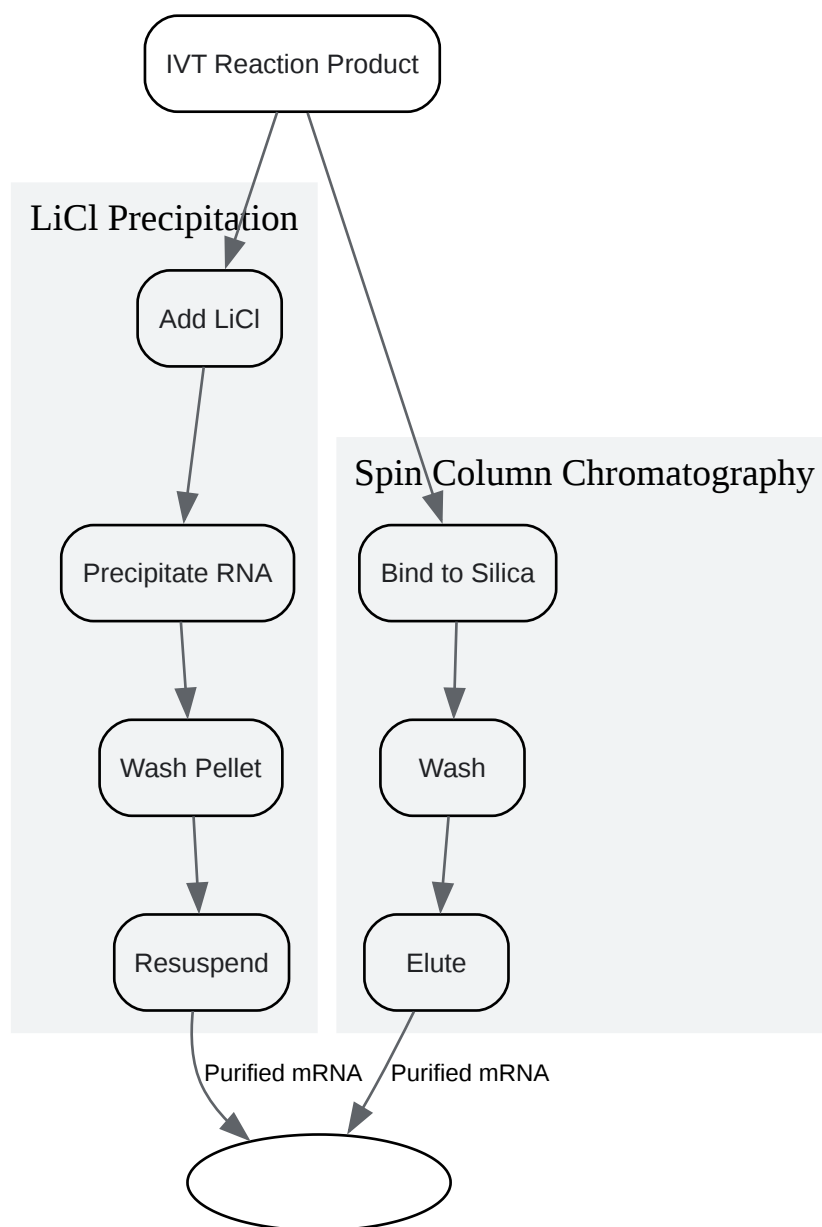 IVT Reaction Product
LiCl Precipitation
Add LiCl
Precipitate RNA
Wash Pellet
Resuspend
Spin Column Chromatography
Bind to Silica
Wash
Elute
Purified mRNA
Purified mRNA